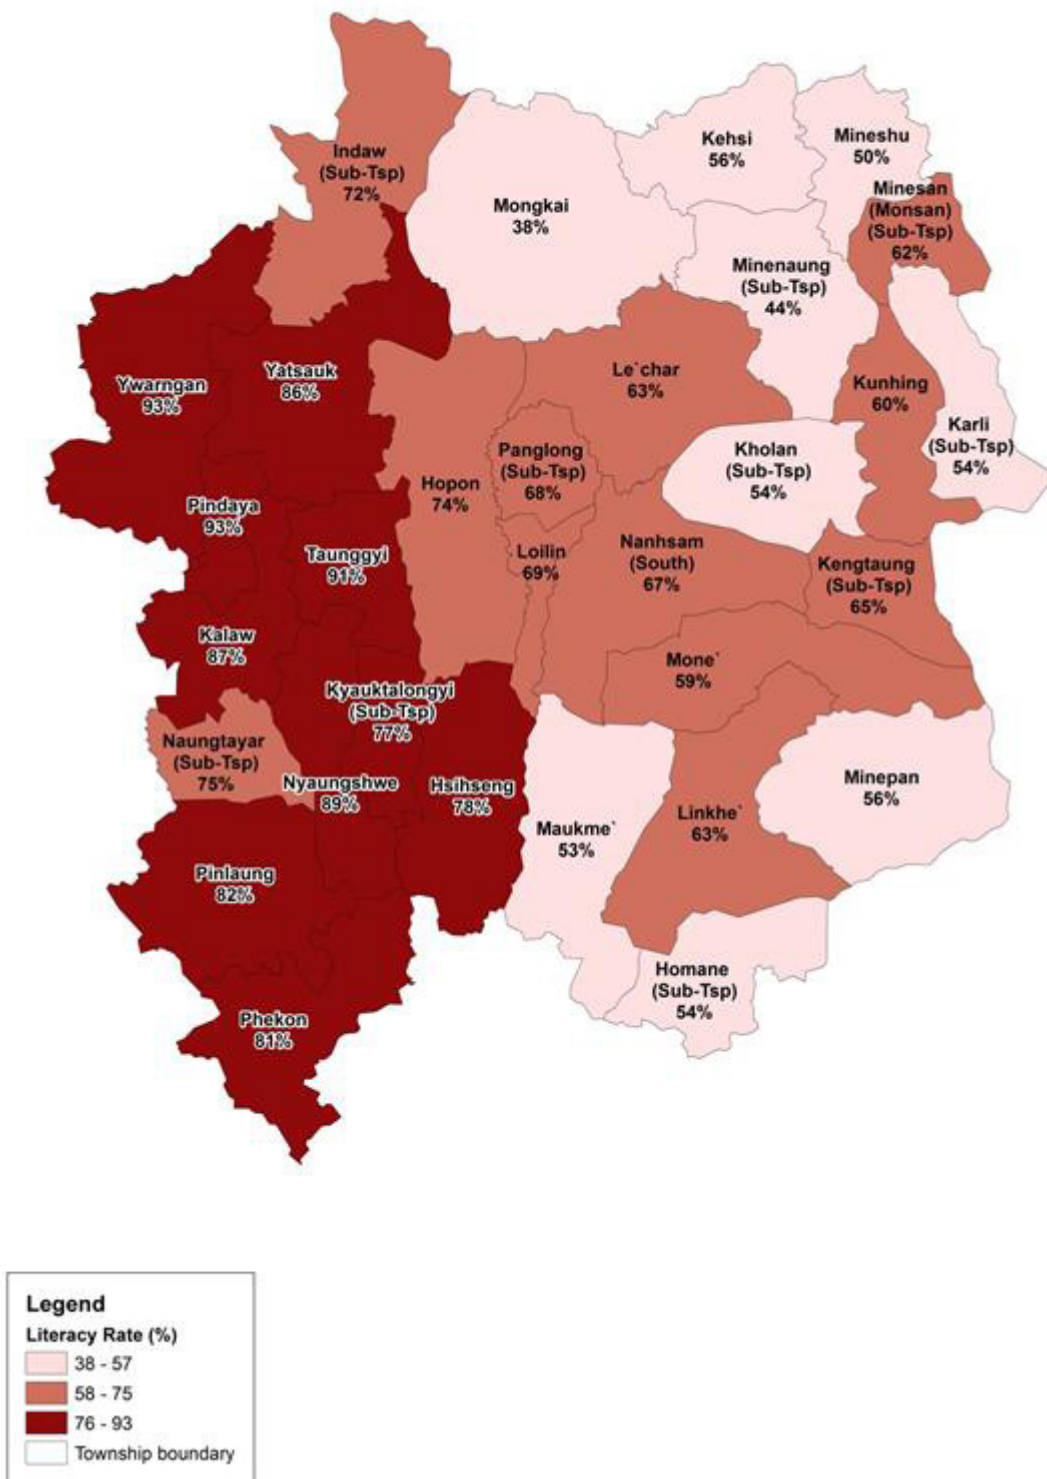 Indaw
(Sub-Tsp)
72%
Mongkai
38%
Kehsi
56%
Mineshu
50%
Minesan
(Monsan)
(Sub-Tsp)
62%
Minenaung
(Sub-Tsp)
44%
Ywarngan
93%
Yatsauk
86%
Le`char
63%
Kunhing
60%
Karli
(Sub-Tsp)
54%
Hopon
74%
Panglong
(Sub-Tsp)
68%
Kholan
(Sub-Tsp)
54%
Pindaya
93%
Taunggyi
91%
Loilin
69%
Nanhsam
(South)
67%
Kengtaung
(Sub-Tsp)
65%
Kalaw
87%
Mone`
59%
Kyauktalongyi
(Sub-Tsp)
77%
Naungtayar
(Sub-Tsp)
75%
Nyaungshwe
89%
Hsihseng
78%
Minepan
56%
Linkhe`
63%
Maukme`
53%
Pinlaung
82%
Homane
(Sub-Tsp)
54%
Phekon
81%
Legend
Literacy Rate (%)
38 - 57
58 - 75
76 - 93
Township boundary